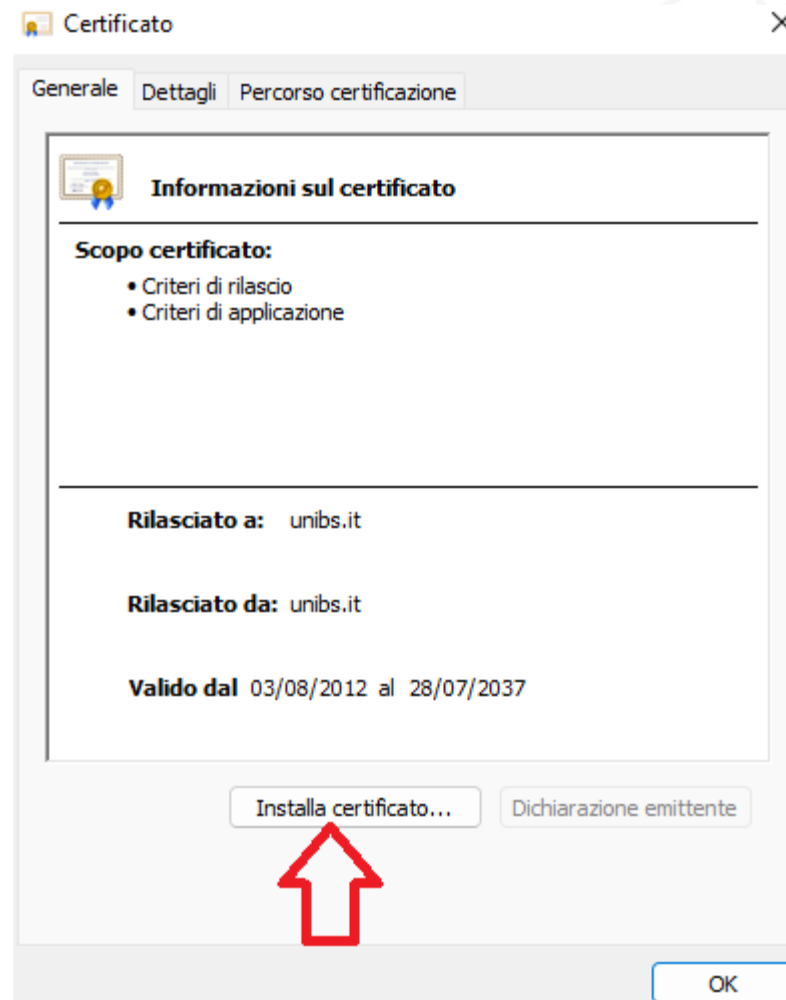 Certificato
Generale Dettagli Percorso certificazione
Informazioni sul certificato
Scopo certificato:
• Criteri di rilascio
• Criteri di applicazione
Rilasciato a: unibs.it
Rilasciato da: unibs.it
Valido dal 03/08/2012 al 28/07/2037
Installa certificato... Dichiarazione emittente
OK